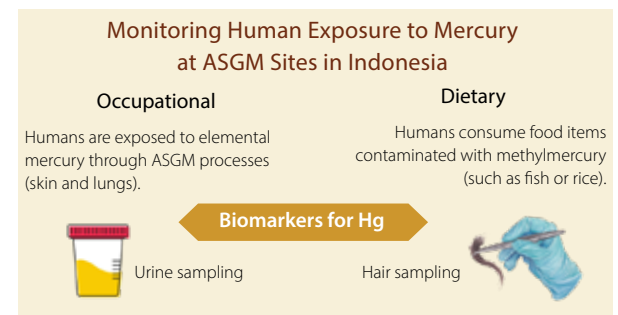 Monitoring Human Exposure to Mercury
at ASGM Sites in Indonesia
Occupational
Humans are exposed to elemental
mercury through ASGM processes
(skin and lungs).
Dietary
Humans consume food items
contaminated with methylmercury
(such as fish or rice).
Biomarkers for Hg
Urine sampling
Hair sampling